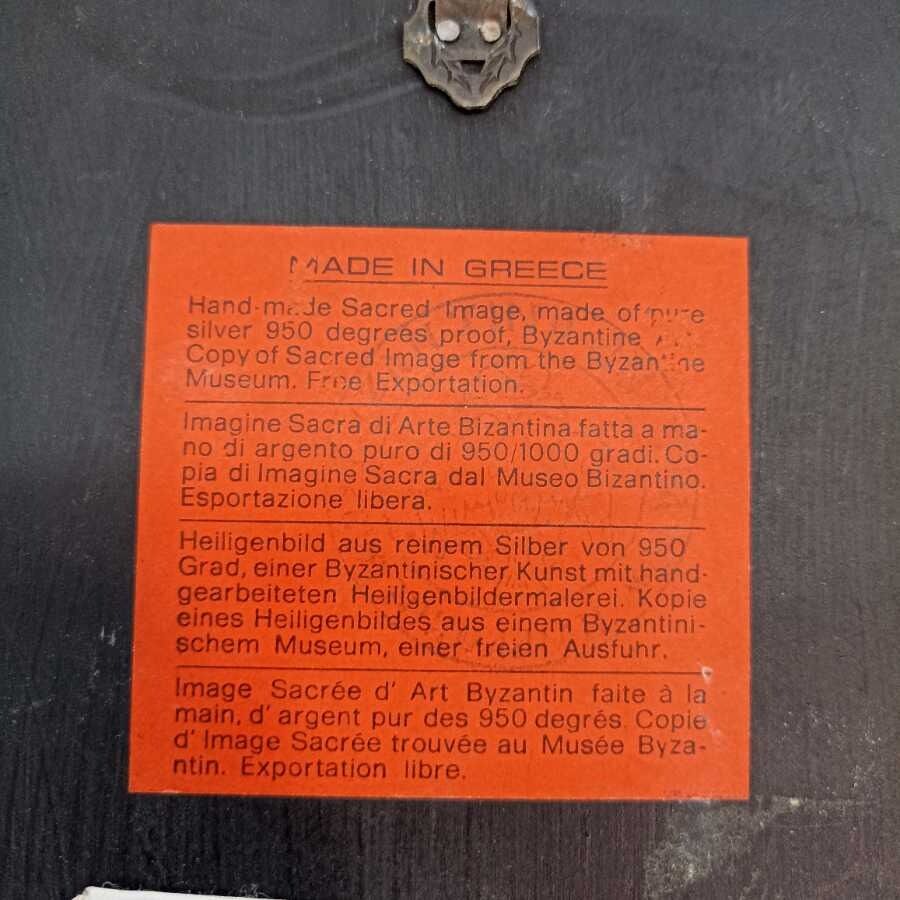 MADE IN GREECE
Hand-made Sacred Image, made of pure
silver 950 degrees proof, Byzantine
Copy of Sacred Image from the Byzantine
Museum. Free Exportation.
Imagine Sacra di Arte Bizantina fatta a ma-
no di argento puro di 950/1000 gradi. Co-
pia di Imagine Sacra dal Museo Bizantino.
Esportazione libera.
Heiligenbild aus reinem Silber von 950
Grad, einer Byzantinischer Kunst mit hand-
gearbeiteten Heiligenbildermalerei. Kopie
eines Heiligenbildes aus einem Byzantini-
schem Museum, einer freien Ausfuhr.
Image Sacrée d' Art Byzantin faite à la
main, d' argent pur des 950 degrés Copie
d' Image Sacrée trouvée au Musée Byza-
ntin. Exportation libre.